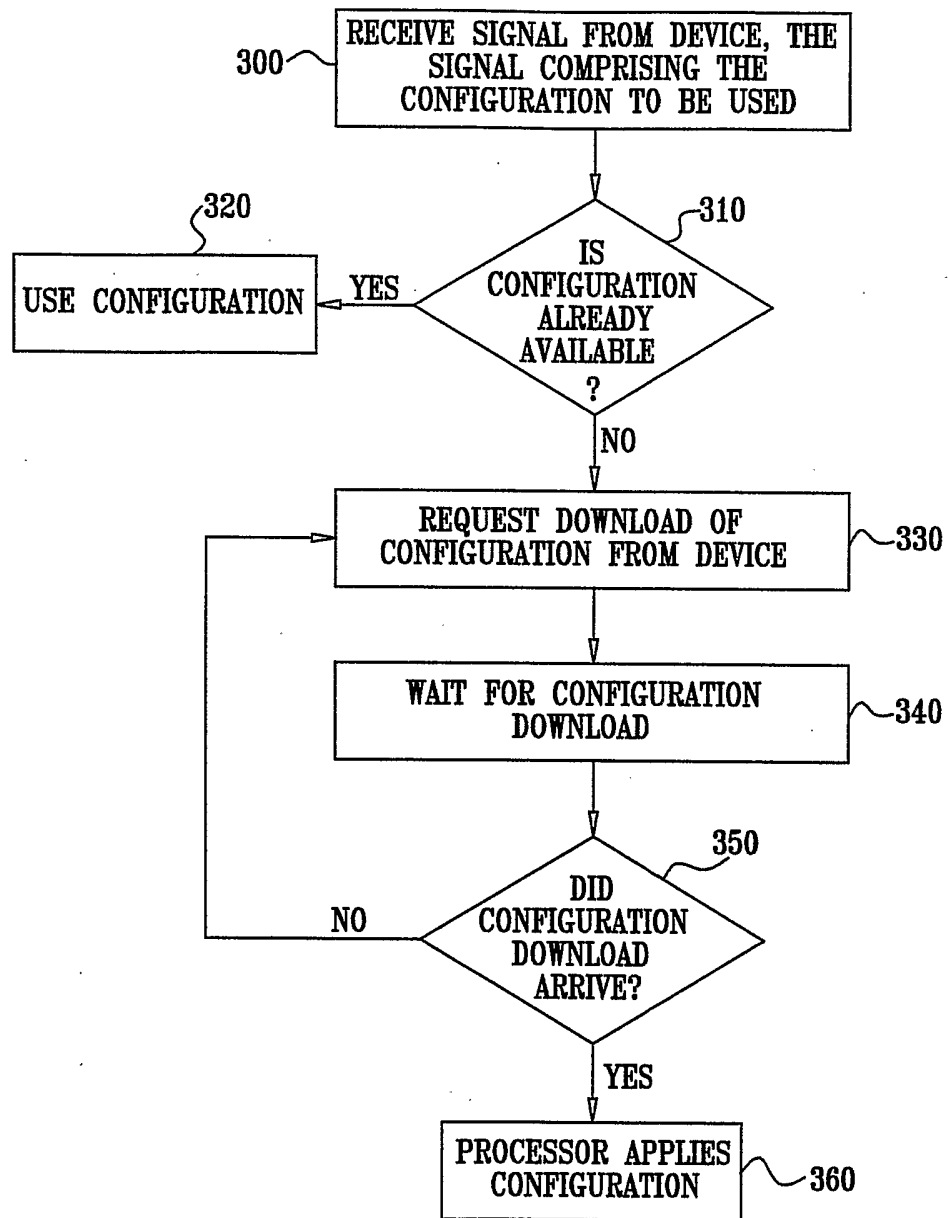 RECEIVE SIGNAL FROM DEVICE, THE
SIGNAL COMPRISING THE
CONFIGURATION TO BE USED
300
320
310
USE CONFIGURATION
YES
IS
CONFIGURATION
ALREADY
AVAILABLE
?
NO
REQUEST DOWNLOAD OF
CONFIGURATION FROM DEVICE
330
WAIT FOR CONFIGURATION
DOWNLOAD
340
350
DID
CONFIGURATION
DOWNLOAD
ARRIVE?
NO
YES
PROCESSOR APPLIES
CONFIGURATION
360